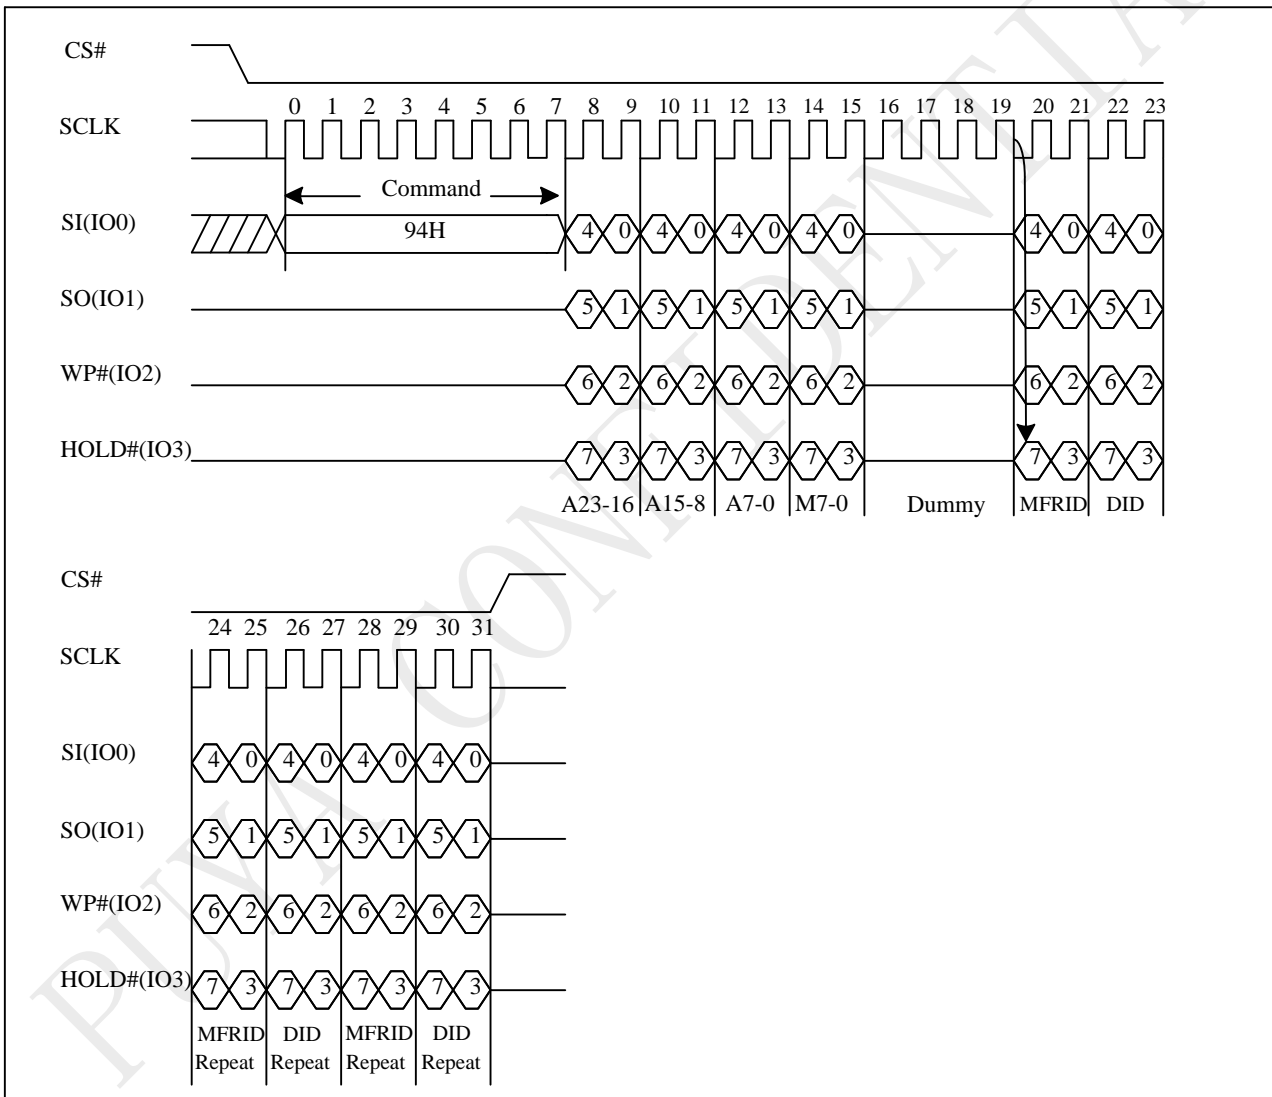 CS#
0 1 2 3 4 5 6 7 8 9 10 11 12 13 14 15 16 17 18 19 20 21 22 23
SCLK
Command
SI(IO0) 94H 4 0 4 0 4 0 4 0 4 0 4 0
SO(IO1) 5 1 5 1 5 1 5 1 5 1 5 1
WP#(IO2) 6 2 6 2 6 2 6 2 6 2 6 2
HOLD#(IO3) 7 3 7 3 7 3 7 3 7 3 7 3
A23-16 A15-8 A7-0 M7-0 Dummy MFRID DID
CS#
24 25 26 27 28 29 30 31
SCLK
SI(IO0) 4 0 4 0 4 0 4 0
SO(IO1) 5 1 5 1 5 1 5 1
WP#(IO2) 6 2 6 2 6 2 6 2
HOLD#(IO3) 7 3 7 3 7 3 7 3
MFRID DID MFRID DID
Repeat Repeat Repeat Repeat
PUYA CONFIDENTIA